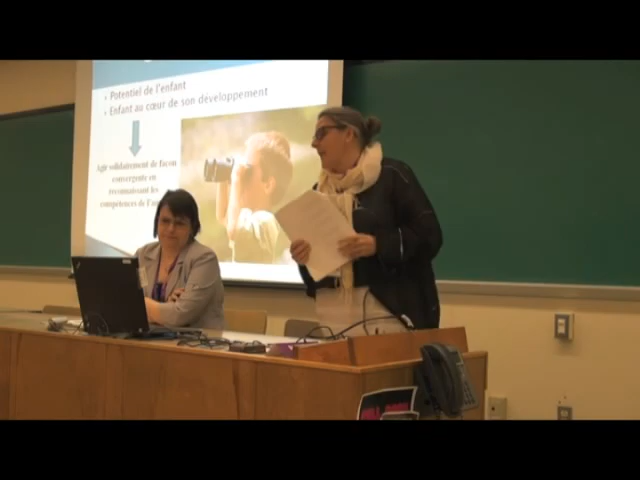 • Potentiel de l'enfant
• Enfant au cœur de son développement
Agir solidairement de façon
convergente en
reconnaissant les
compétences de